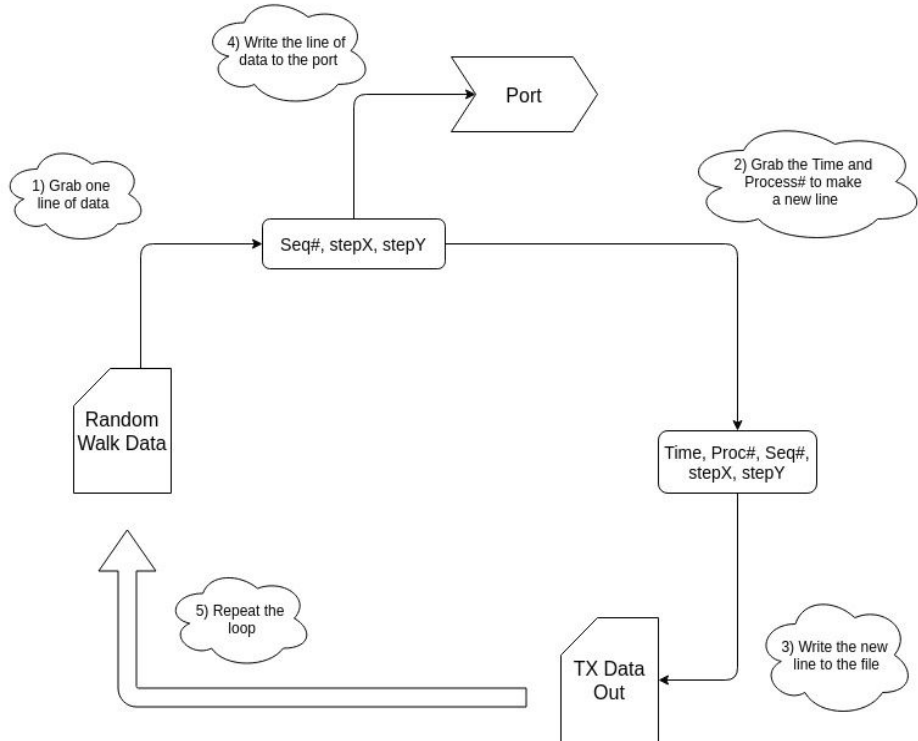 4) Write the line of
data to the port
Port
1) Grab one
line of data
2) Grab the Time and
Process# to make
a new line
Seq#, stepX, stepY
Random
Walk Data
Time, Proc#, Seq#,
stepX, stepY
5) Repeat the
loop
TX Data
Out
3) Write the new
line to the file